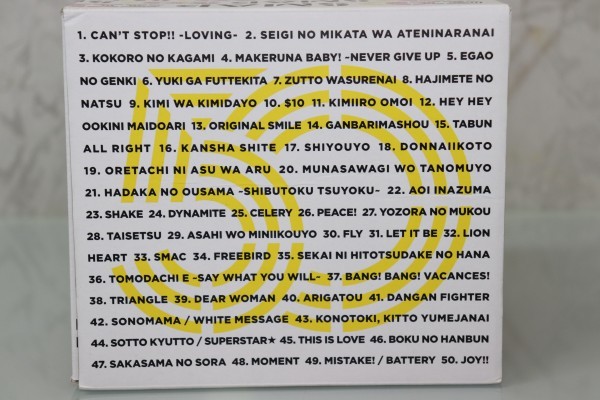 1. CAN'T STOP!! -LOVING- 2. SEIGI NO MIKATA WA ATENINARANAI
3. KOKORO NO KAGAMI 4. MAKERUNA BABY! -NEVER GIVE UP 5. EGAO
NO GENKI 6. YUKI GA FUTTEKITA 7. ZUTTO WASURENAI 8. HAJIMETE NO
NATSU 9. KIMI WA KIMIDAYO 10. $10 11. KIMIIRO OMOI 12. HEY HEY
OOKINI MAIDOARI 13. ORIGINAL SMILE 14. GANBARIMASHOU 15. TABUN
ALL RIGHT 16. KANSHA SHITE 17. SHIYOUYO 18. DONNAIIKOTO
19. ORETACHI NI ASU WA ARU 20. MUNASAWAGI WO TANOMUYO
21. HADAKA NO OUSAMA -SHIBUTOKU TSUYOKU- 22. AOI INAZUMA
23. SHAKE 24. DYNAMITE 25. CELERY 26. PEACE! 27. YOZORA NO MUKOU
28. TAISETSU 29. ASAHI WO MINIIKOUYO 30. FLY 31. LET IT BE 32. LION
HEART 33. SMAC 34. FREEBIRD 35. SEKAI NI HITOTSUDAKE NO HANA
36. TOMODACHI E -SAY WHAT YOU WILL- 37. BANG! BANG! VACANCES!
38. TRIANGLE 39. DEAR WOMAN 40. ARIGATOU 41. DANGAN FIGHTER
42. SONOMAMA / WHITE MESSAGE 43. KONOTOKI, KITTO YUMEJANAI
44. SOTTO KYUTTO / SUPERSTAR★ 45. THIS IS LOVE 46. BOKU NO HANBUN
47. SAKASAMA NO SORA 48. MOMENT 49. MISTAKE! / BATTERY 50. JOY!!
50